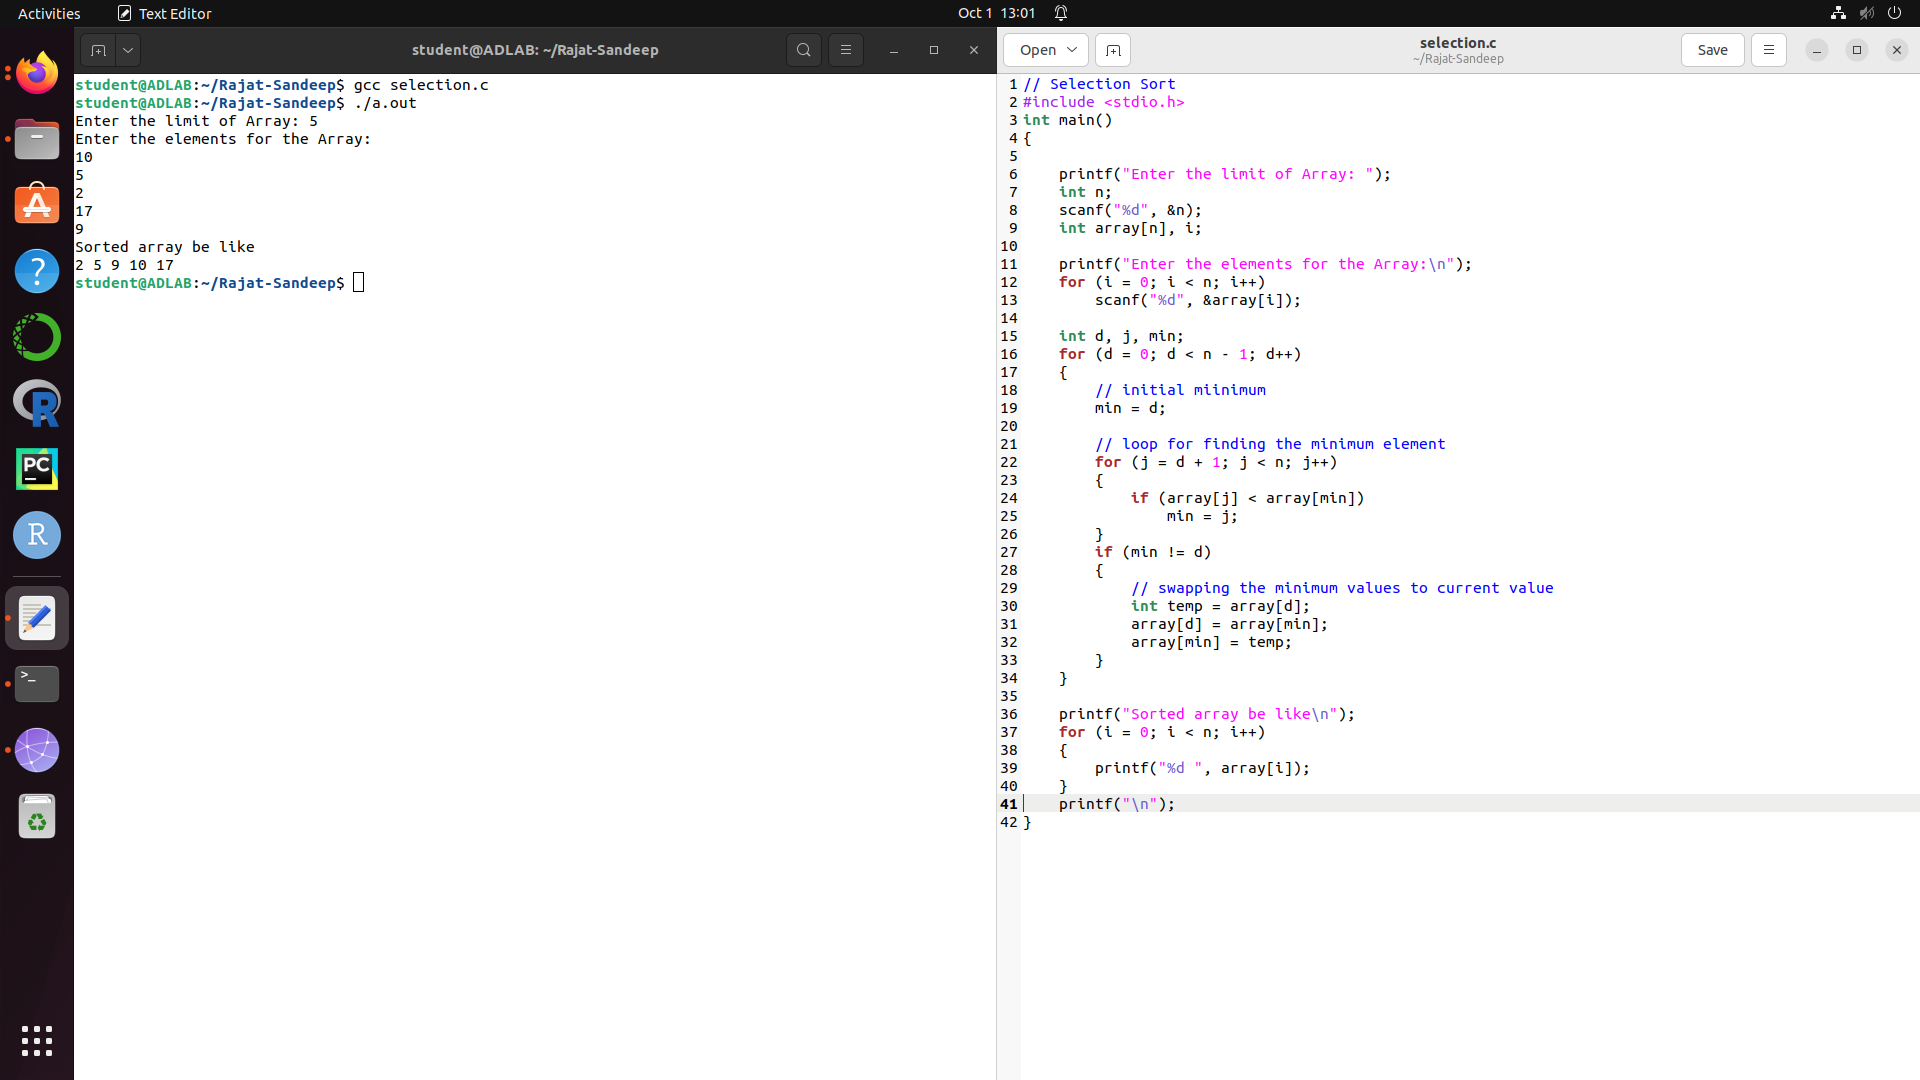 Activities
Text Editor
Oct 1 13:01
student@ADLAB: ~/Rajat-Sandeep
student@ADLAB:~/Rajat-Sandeep$ gcc selection.c
student@ADLAB:~/Rajat-Sandeep$ ./a.out
Enter the limit of Array: 5
Enter the elements for the Array:
10
5
2
17
9
Sorted array be like
2 5 9 10 17
student@ADLAB:~/Rajat-Sandeep$
Open
selection.c
~/Rajat-Sandeep
Save
1 // Selection Sort
2 #include <stdio.h>
3 int main()
4 {
5
6     printf("Enter the limit of Array: ");
7     int n;
8     scanf("%d", &n);
9     int array[n], i;
10
11     printf("Enter the elements for the Array:\n");
12     for (i = 0; i < n; i++)
13         scanf("%d", &array[i]);
14
15     int d, j, min;
16     for (d = 0; d < n - 1; d++)
17     {
18         // initial miinimum
19         min = d;
20
21         // loop for finding the minimum element
22         for (j = d + 1; j < n; j++)
23         {
24             if (array[j] < array[min])
25                 min = j;
26         }
27         if (min != d)
28         {
29             // swapping the minimum values to current value
30             int temp = array[d];
31             array[d] = array[min];
32             array[min] = temp;
33         }
34     }
35
36     printf("Sorted array be like\n");
37     for (i = 0; i < n; i++)
38     {
39         printf("%d ", array[i]);
40     }
41     printf("\n");
42 }
A
?
R
PC
R
>_